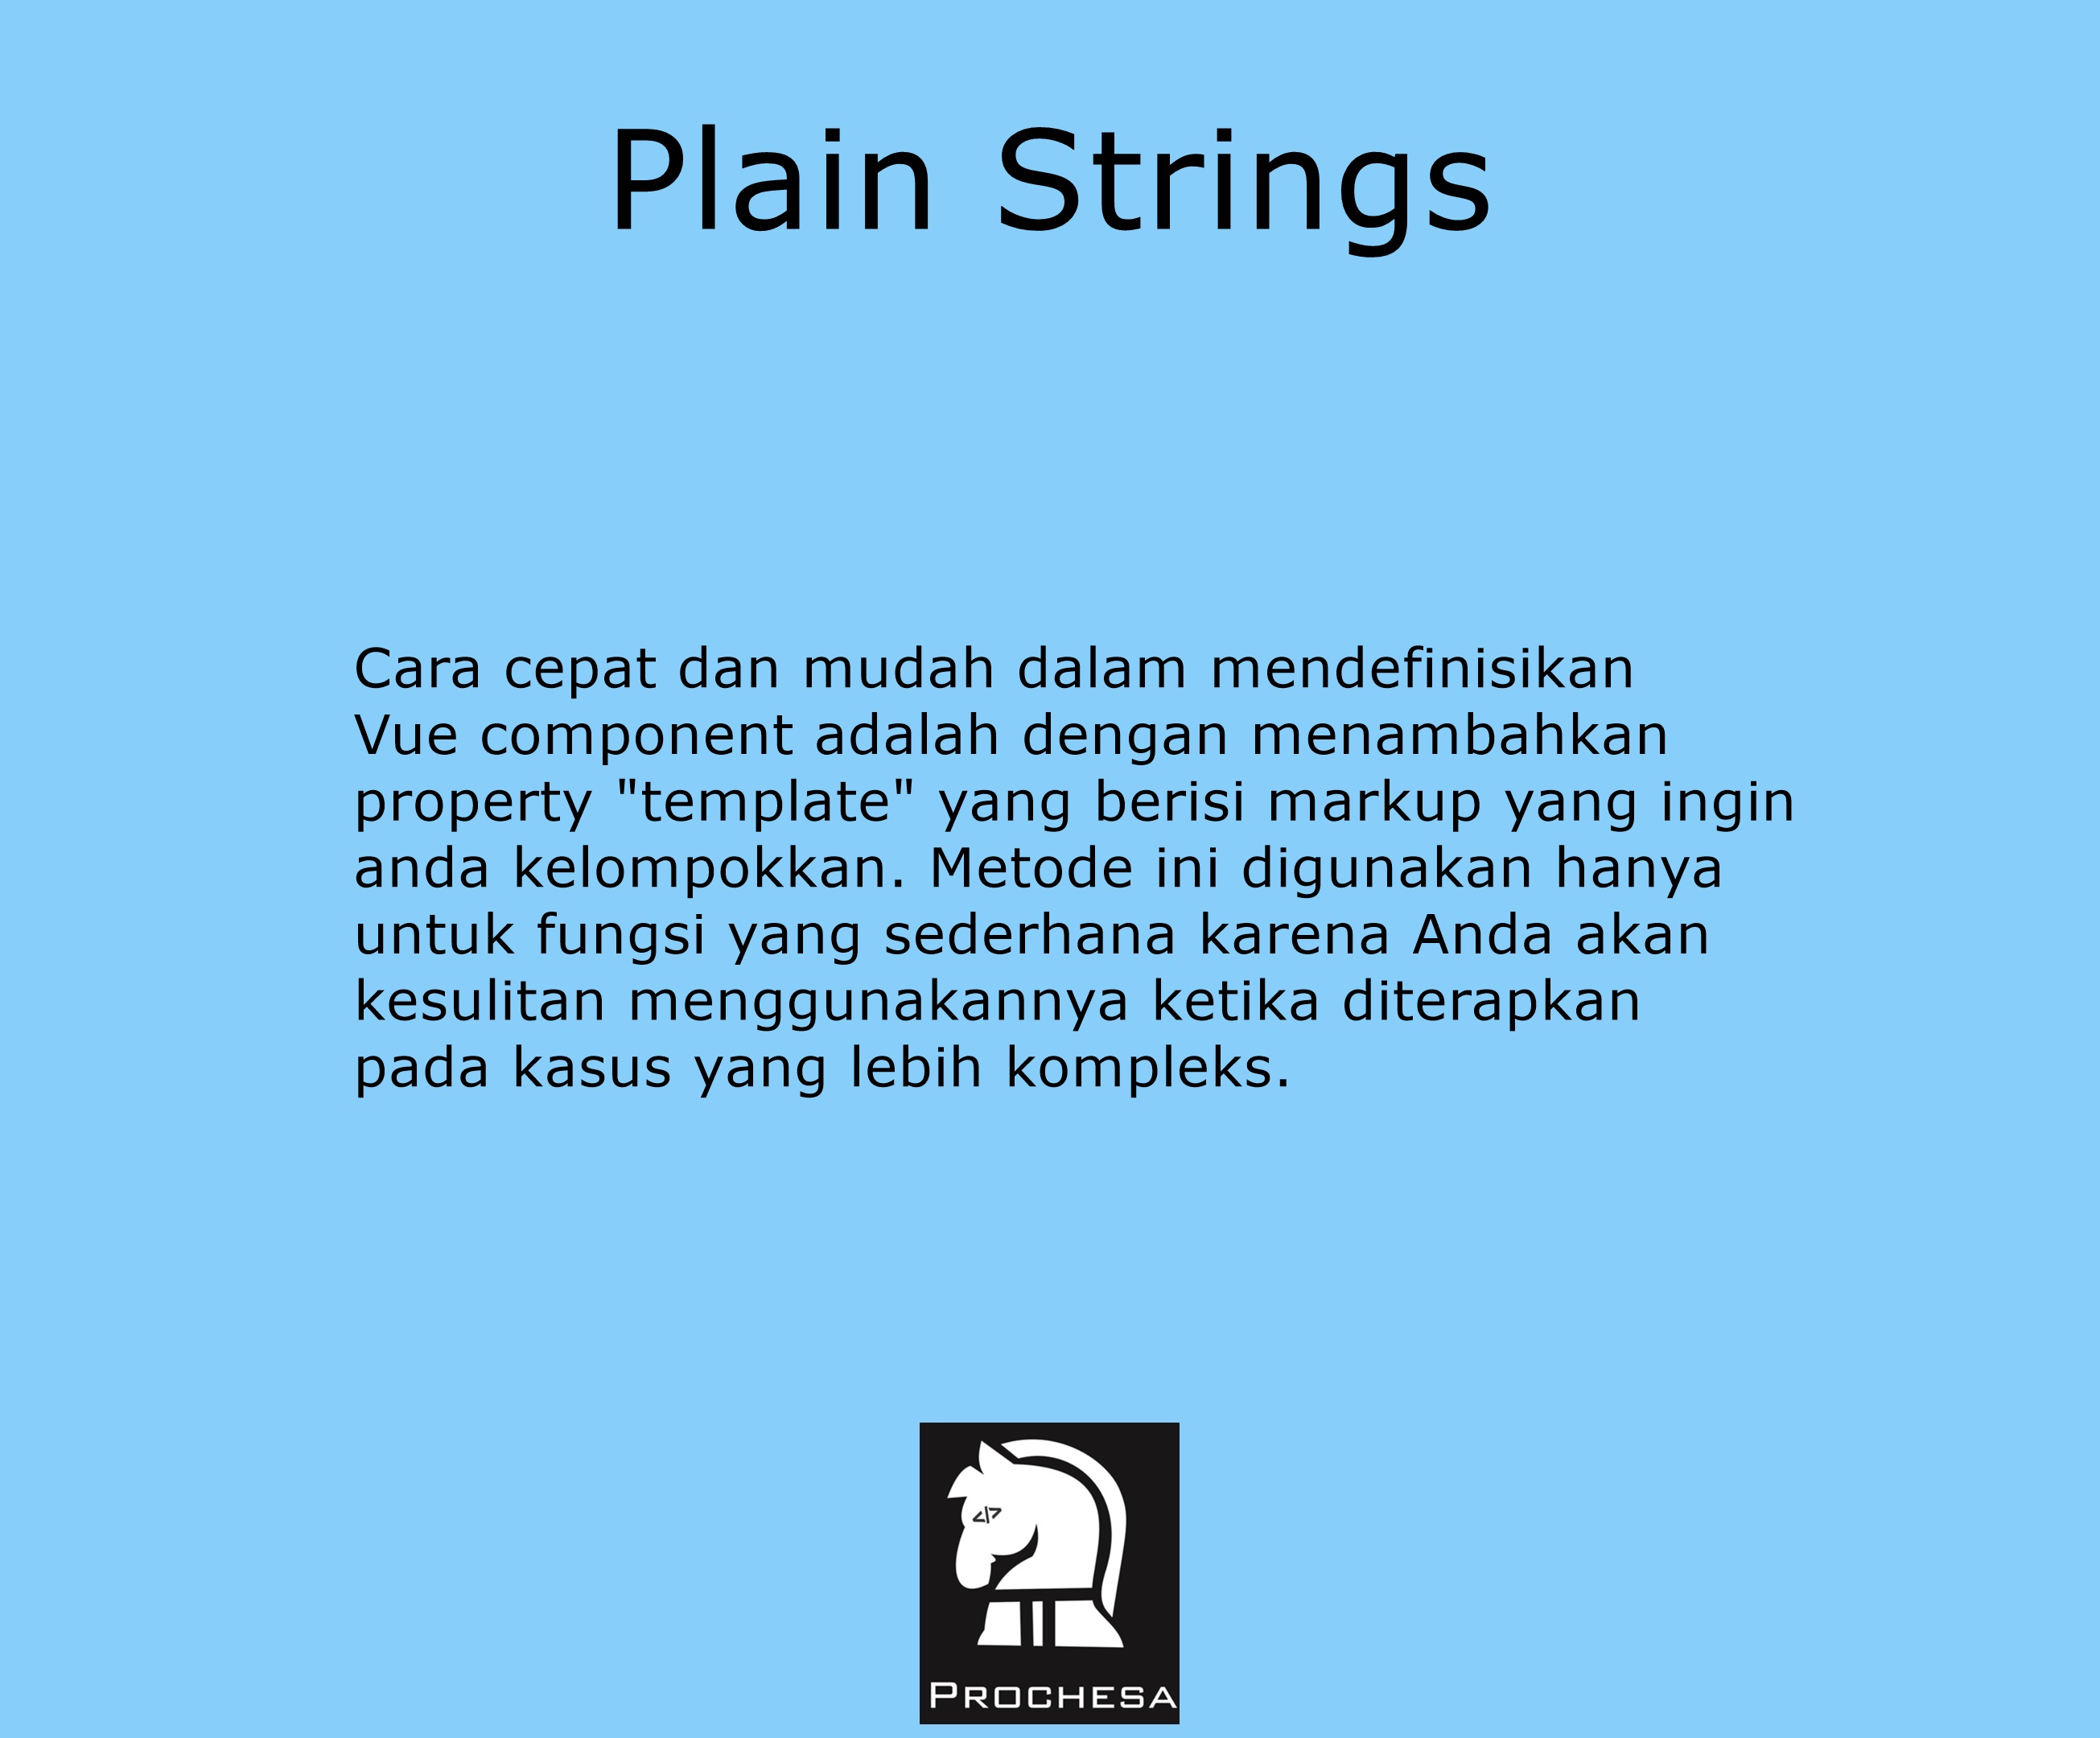 Plain Strings
Cara cepat dan mudah dalam mendefinisikan
Vue component adalah dengan menambahkan
property "template" yang berisi markup yang ingin
anda kelompokkan. Metode ini digunakan hanya
untuk fungsi yang sederhana karena Anda akan
kesulitan menggunakannya ketika diterapkan
pada kasus yang lebih kompleks.
</>
PROCHESA